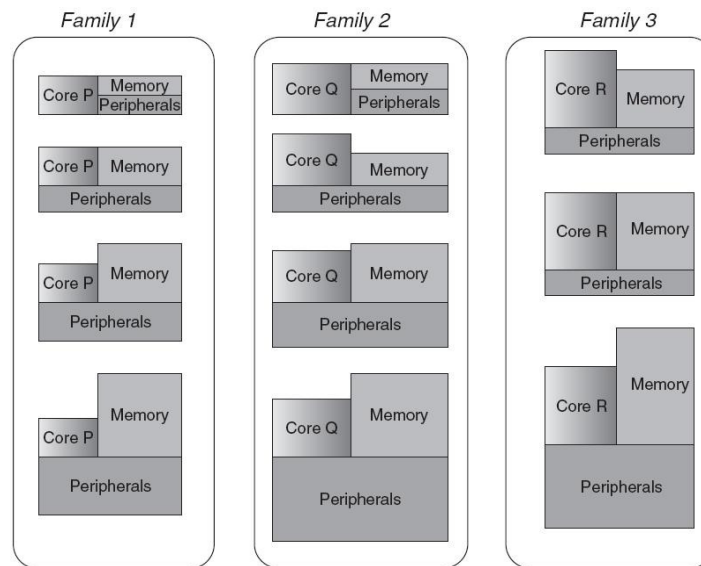 Family 1
Core P
Memory
Peripherals
Core P
Memory
Peripherals
Core P
Memory
Peripherals
Core P
Memory
Peripherals
Family 2
Core Q
Memory
Peripherals
Core Q
Memory
Peripherals
Core Q
Memory
Peripherals
Core Q
Memory
Peripherals
Family 3
Core R
Memory
Peripherals
Core R
Memory
Peripherals
Core R
Memory
Peripherals